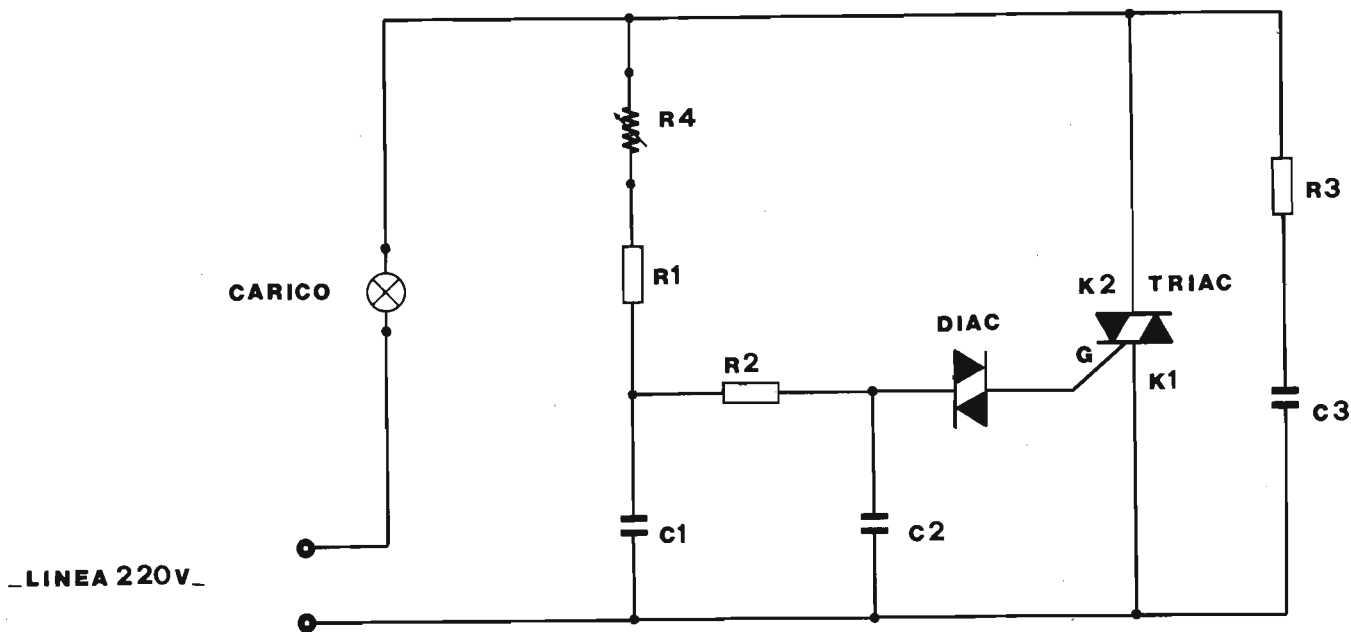 R4
R3
R1
CARICO
K2 TRIAC
DIAC
G
K1
R2
C3
C1
C2
_LINEA 220V_